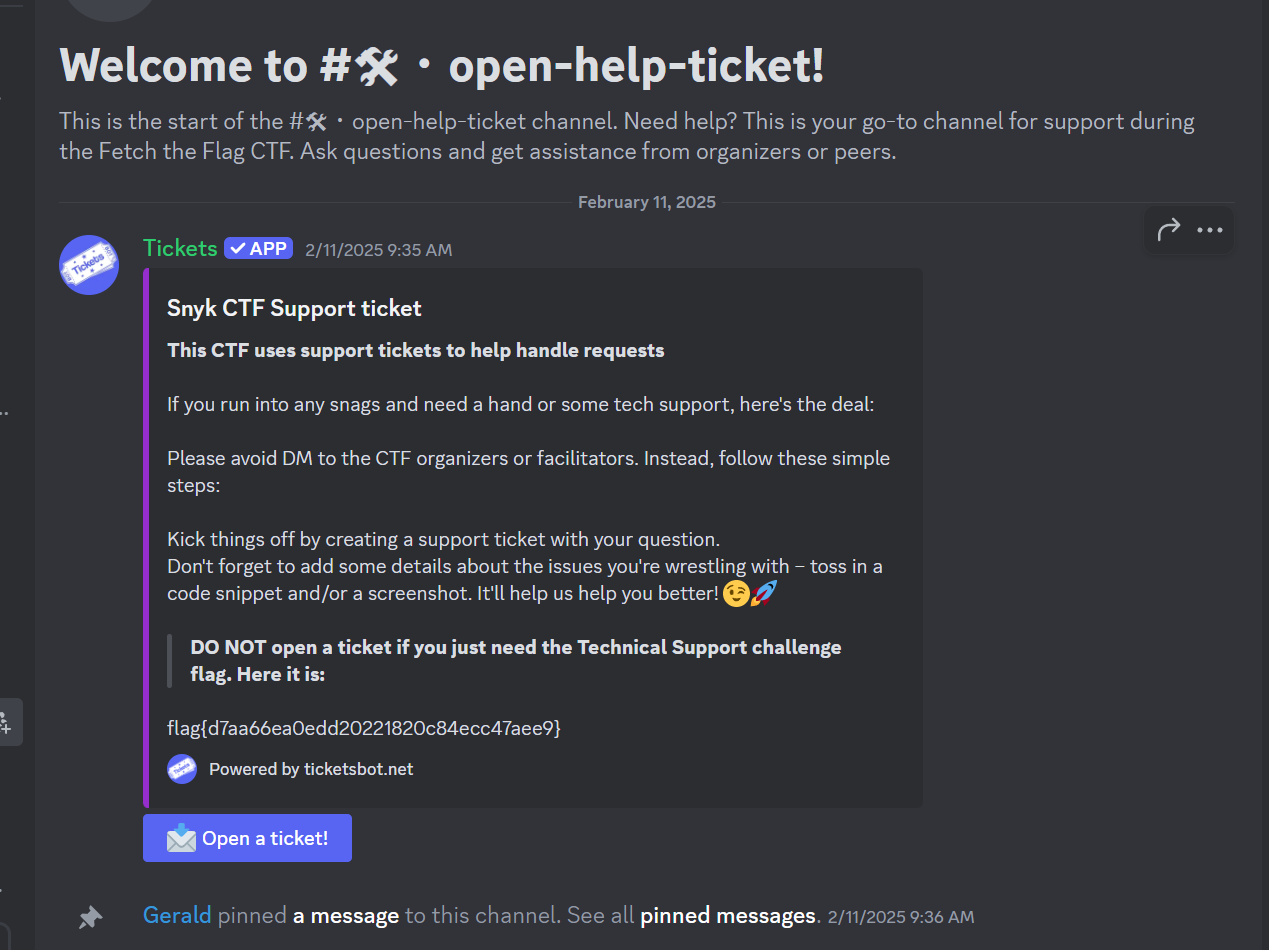 Welcome to #🛠・open-help-ticket!
This is the start of the #🛠・open-help-ticket channel. Need help? This is your go-to channel for support during
the Fetch the Flag CTF. Ask questions and get assistance from organizers or peers.
February 11, 2025
Tickets ✓ APP 2/11/2025 9:35 AM
Snyk CTF Support ticket
This CTF uses support tickets to help handle requests
If you run into any snags and need a hand or some tech support, here's the deal:
Please avoid DM to the CTF organizers or facilitators. Instead, follow these simple
steps:
Kick things off by creating a support ticket with your question.
Don't forget to add some details about the issues you're wrestling with – toss in a
code snippet and/or a screenshot. It'll help us help you better! 😉🚀
DO NOT open a ticket if you just need the Technical Support challenge
flag. Here it is:
flag{d7aa66ea0edd20221820c84ecc47aee9}
Powered by ticketsbot.net
📩 Open a ticket!
Gerald pinned a message to this channel. See all pinned messages. 2/11/2025 9:36 AM